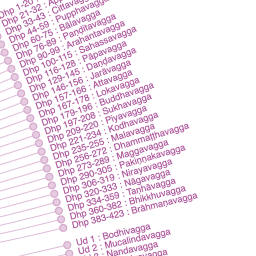 Dhp 1-20
Dhp 21-32 :
Dhp 33-43 : Cittavagga
Dhp 44-59 : Pupphavagga
Dhp 60-75 : Bālavagga
Dhp 76-89 : Paṇḍitavagga
Dhp 90-99 : Arahantavagga
Dhp 100-115 : Sahassavagga
Dhp 116-128 : Pāpavagga
Dhp 129-145 : Daṇḍavagga
Dhp 146-156 : Jarāvagga
Dhp 157-166 : Attavagga
Dhp 167-178 : Lokavagga
Dhp 179-196 : Buddhavagga
Dhp 197-208 : Sukhavagga
Dhp 209-220 : Piyavagga
Dhp 221-234 : Kodhavagga
Dhp 235-255 : Malavagga
Dhp 256-272 : Dhammaṭṭhavagga
Dhp 273-289 : Maggavagga
Dhp 290-305 : Pakiṇṇakavagga
Dhp 306-319 : Nirayavagga
Dhp 320-333 : Nāgavagga
Dhp 334-359 : Taṇhāvagga
Dhp 360-382 : Bhikkhuvagga
Dhp 383-423 : Brāhmaṇavagga
Ud 1 : Bodhivagga
Ud 2 : Mucalindavagga
Nandavagga